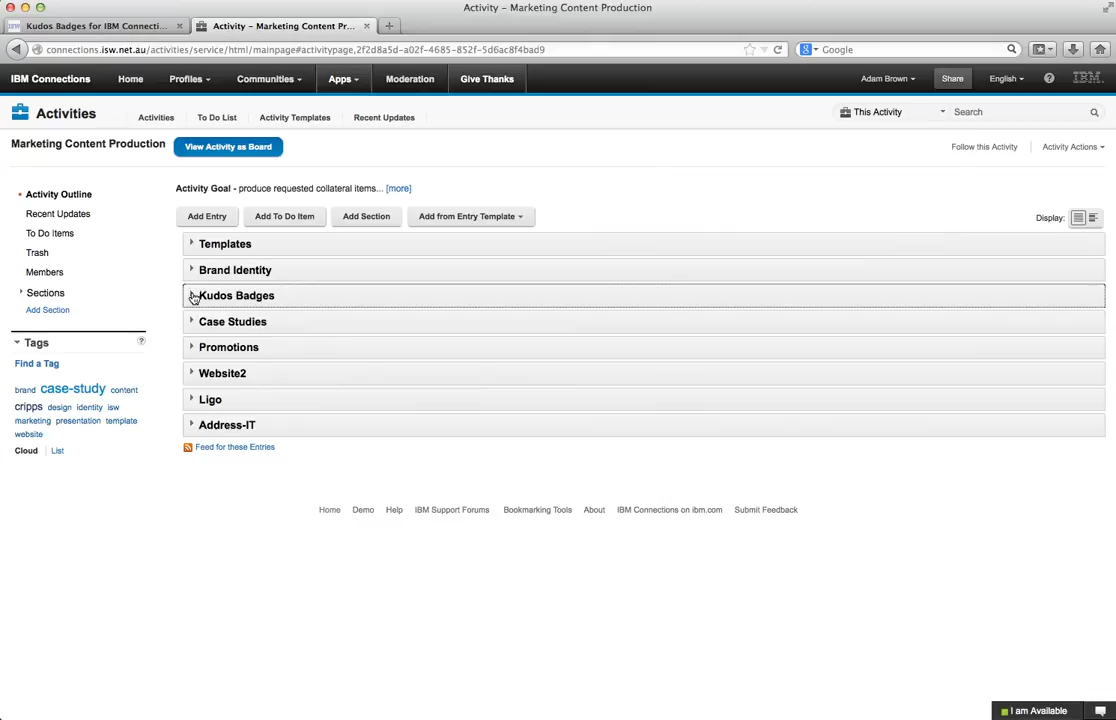 Activity – Marketing Content Production
Kudos Badges for IBM Connecti... Activity – Marketing Content Pr...
connections.isw.net.au/activities/service/html/mainpage#activitypage,2f2d8a5d-a02f-4685-852f-5d6ac8f4bad9 Google
IBM Connections Home Profiles Communities Apps Moderation Give Thanks Adam Brown Share English ? IBM
Activities Activities To Do List Activity Templates Recent Updates This Activity Search
Marketing Content Production View Activity as Board Follow this Activity Activity Actions
Activity Goal - produce requested collateral items... [more]
Activity Outline
Recent Updates
To Do Items
Trash
Members
Sections
Add Section
Tags ?
Find a Tag
brand case-study content
cripps design identity isw
marketing presentation template
website
Cloud List
Add Entry Add To Do Item Add Section Add from Entry Template Display:
Templates
Brand Identity
Kudos Badges
Case Studies
Promotions
Website2
Ligo
Address-IT
Feed for these Entries
Home Demo Help IBM Support Forums Bookmarking Tools About IBM Connections on ibm.com Submit Feedback
I am Available